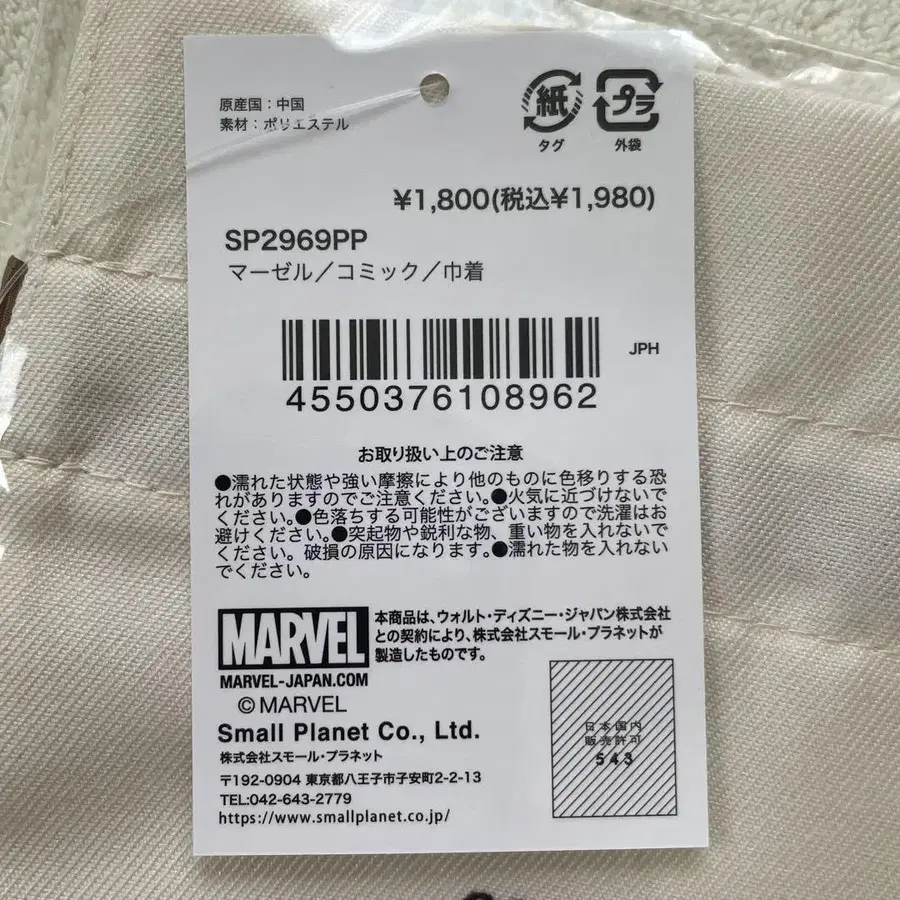 原産国:中国
素材:ポリエステル
紙
タグ
プラ
外袋
¥1,800(税込¥1,980)
SP2969PP
マーゼル／コミック／巾着
JPH
4550376108962
お取り扱い上のご注意
●濡れた状態や強い摩擦により他のものに色移りする恐
れがありますのでご注意ください。●火気に近づけないで
ください。●色落ちする可能性がございますので洗濯はお
避けください。●突起物や鋭利な物、重い物を入れないでく
ださい。破損の原因になります。●濡れた物を入れない
でください。
MARVEL
MARVEL-JAPAN.COM
本商品は、ウォルト・ディズニー・ジャパン株式会社
との契約により、株式会社スモール・プラネットが
製造したものです。
©MARVEL
Small Planet Co., Ltd.
株式会社スモール・プラネット
〒192-0904 東京都八王子市子安町2-2-13
TEL:042-643-2779
https://www.smallplanet.co.jp/
日本国内
販売許可
543